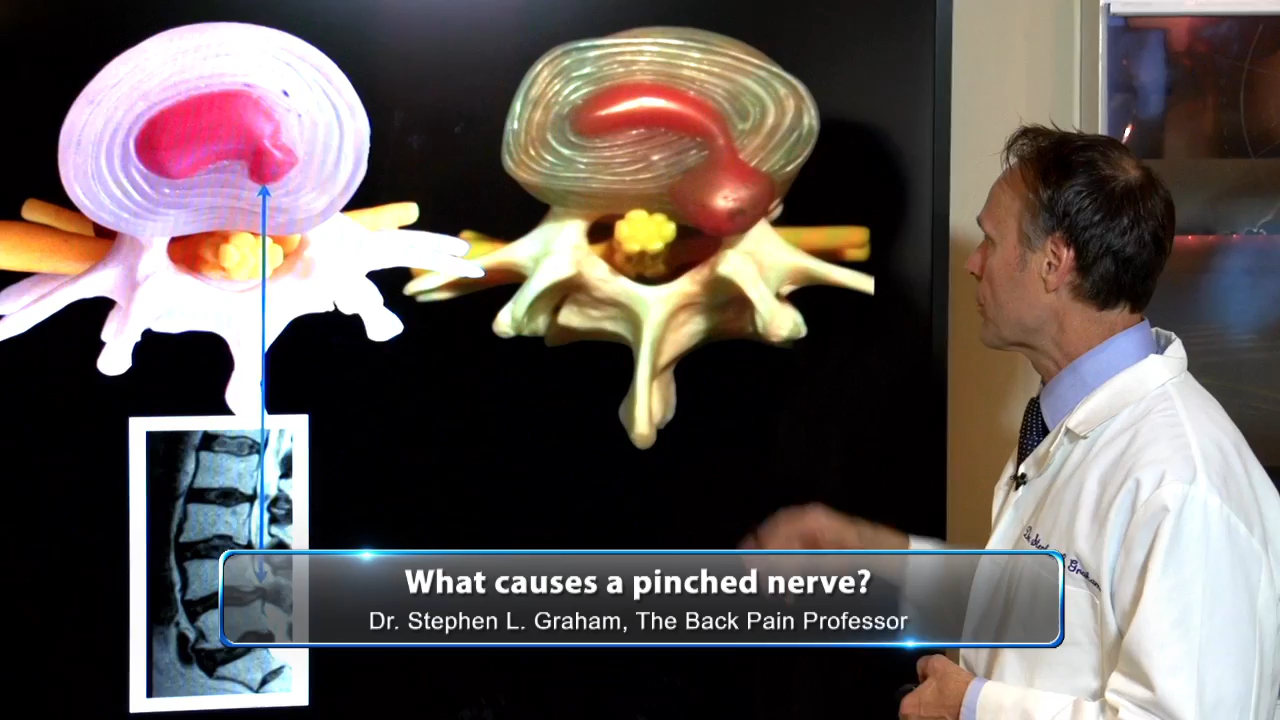 What causes a pinched nerve?
Dr. Stephen L. Graham, The Back Pain Professor